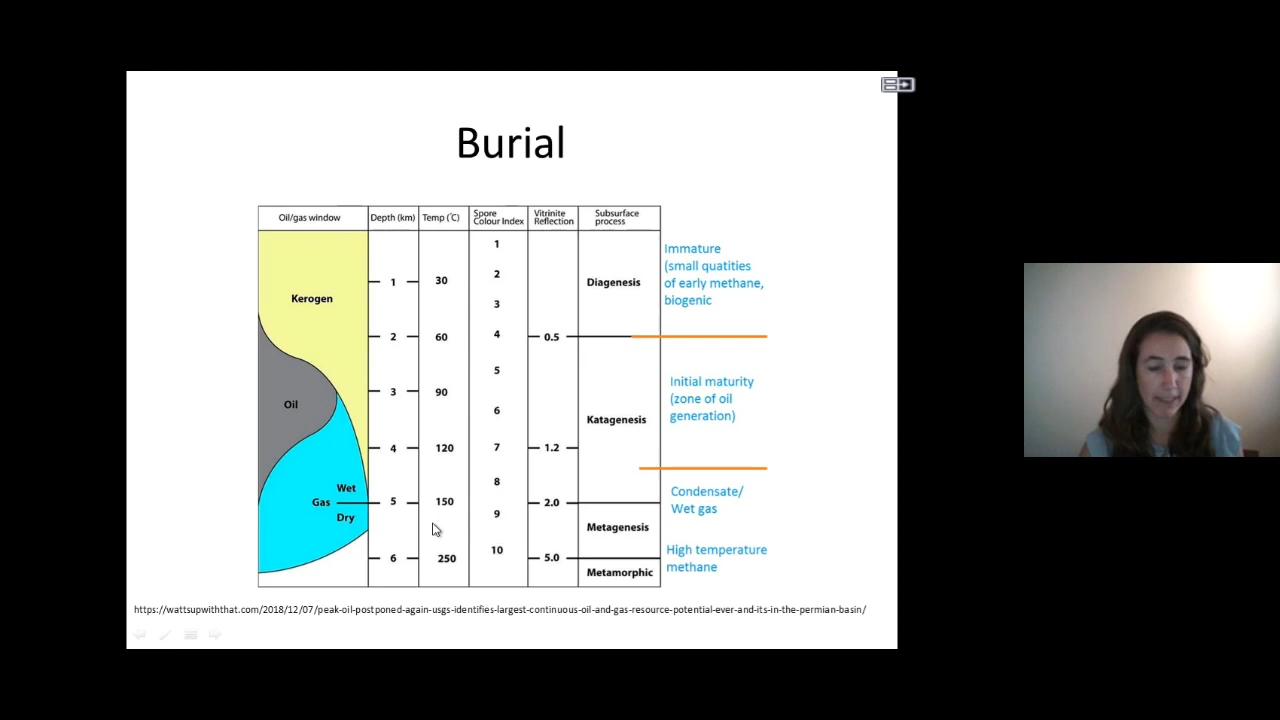 Burial
Oil/gas window
Depth (km)
Temp (°C)
Spore
Colour Index
Vitrinite
Reflection
Subsurface
process
Kerogen
Oil
Wet
Gas
Dry
1
2
3
4
5
6
30
60
90
120
150
250
1
2
3
4
5
6
7
8
9
10
0.5
1.2
2.0
5.0
Diagenesis
Katagenesis
Metagenesis
Metamorphic
Immature
(small quatities
of early methane,
biogenic
Initial maturity
(zone of oil
generation)
Condensate/
Wet gas
High temperature
methane
https://wattsupwiththat.com/2018/12/07/peak-oil-postponed-again-usgs-identifies-largest-continuous-oil-and-gas-resource-potential-ever-and-its-in-the-permian-basin/